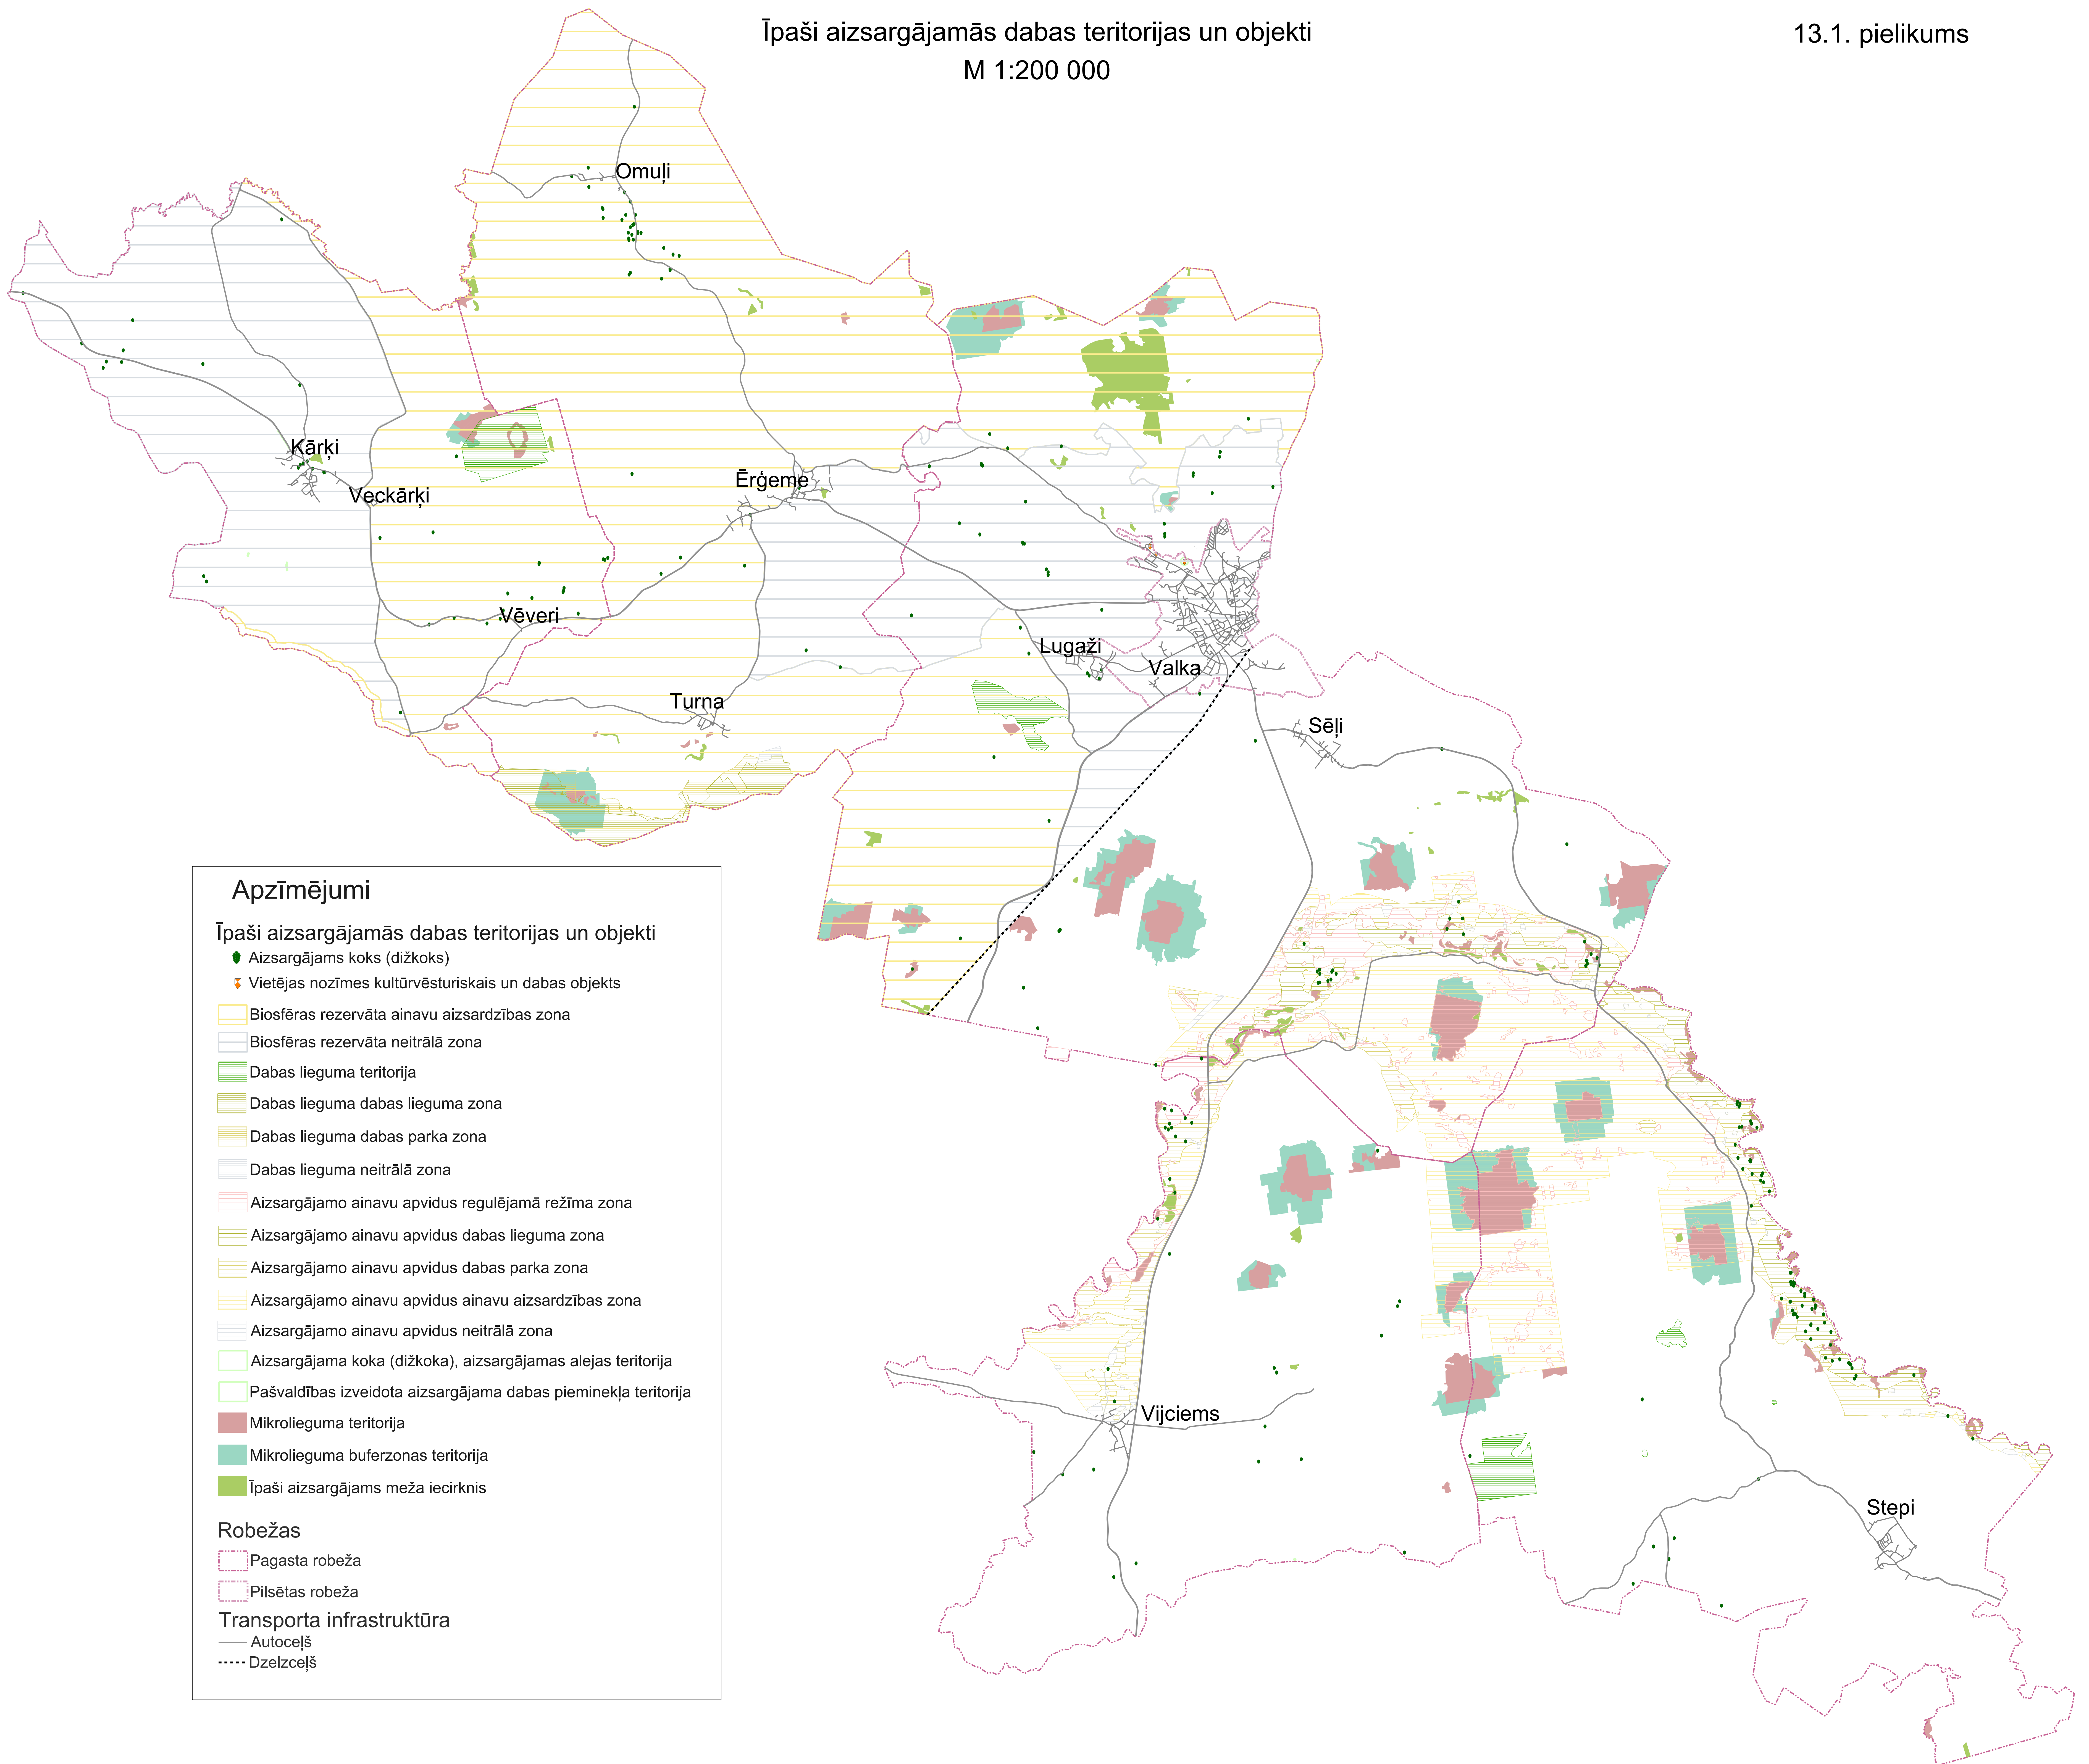 Īpaši aizsargājamās dabas teritorijas un objekti
M 1:200 000
13.1. pielikums
Omuļi
Kārķi
Veckārķi
Ērģeme
Vēveri
Lugaži
Valka
Turna
Sēļi
Vijciems
Stepi
Apzīmējumi
Īpaši aizsargājamās dabas teritorijas un objekti
Aizsargājams koks (dižkoks)
Vietējas nozīmes kultūrvēsturiskais un dabas objekts
Biosfēras rezervāta ainavu aizsardzības zona
Biosfēras rezervāta neitrālā zona
Dabas lieguma teritorija
Dabas lieguma dabas lieguma zona
Dabas lieguma dabas parka zona
Dabas lieguma neitrālā zona
Aizsargājamo ainavu apvidus regulējamā režīma zona
Aizsargājamo ainavu apvidus dabas lieguma zona
Aizsargājamo ainavu apvidus dabas parka zona
Aizsargājamo ainavu apvidus ainavu aizsardzības zona
Aizsargājamo ainavu apvidus neitrālā zona
Aizsargājama koka (dižkoka), aizsargājamas alejas teritorija
Pašvaldības izveidota aizsargājama dabas pieminekļa teritorija
Mikrolieguma teritorija
Mikrolieguma buferzonas teritorija
Īpaši aizsargājams meža iecirknis
Robežas
Pagasta robeža
Pilsētas robeža
Transporta infrastruktūra
Autoceļš
Dzelzceļš